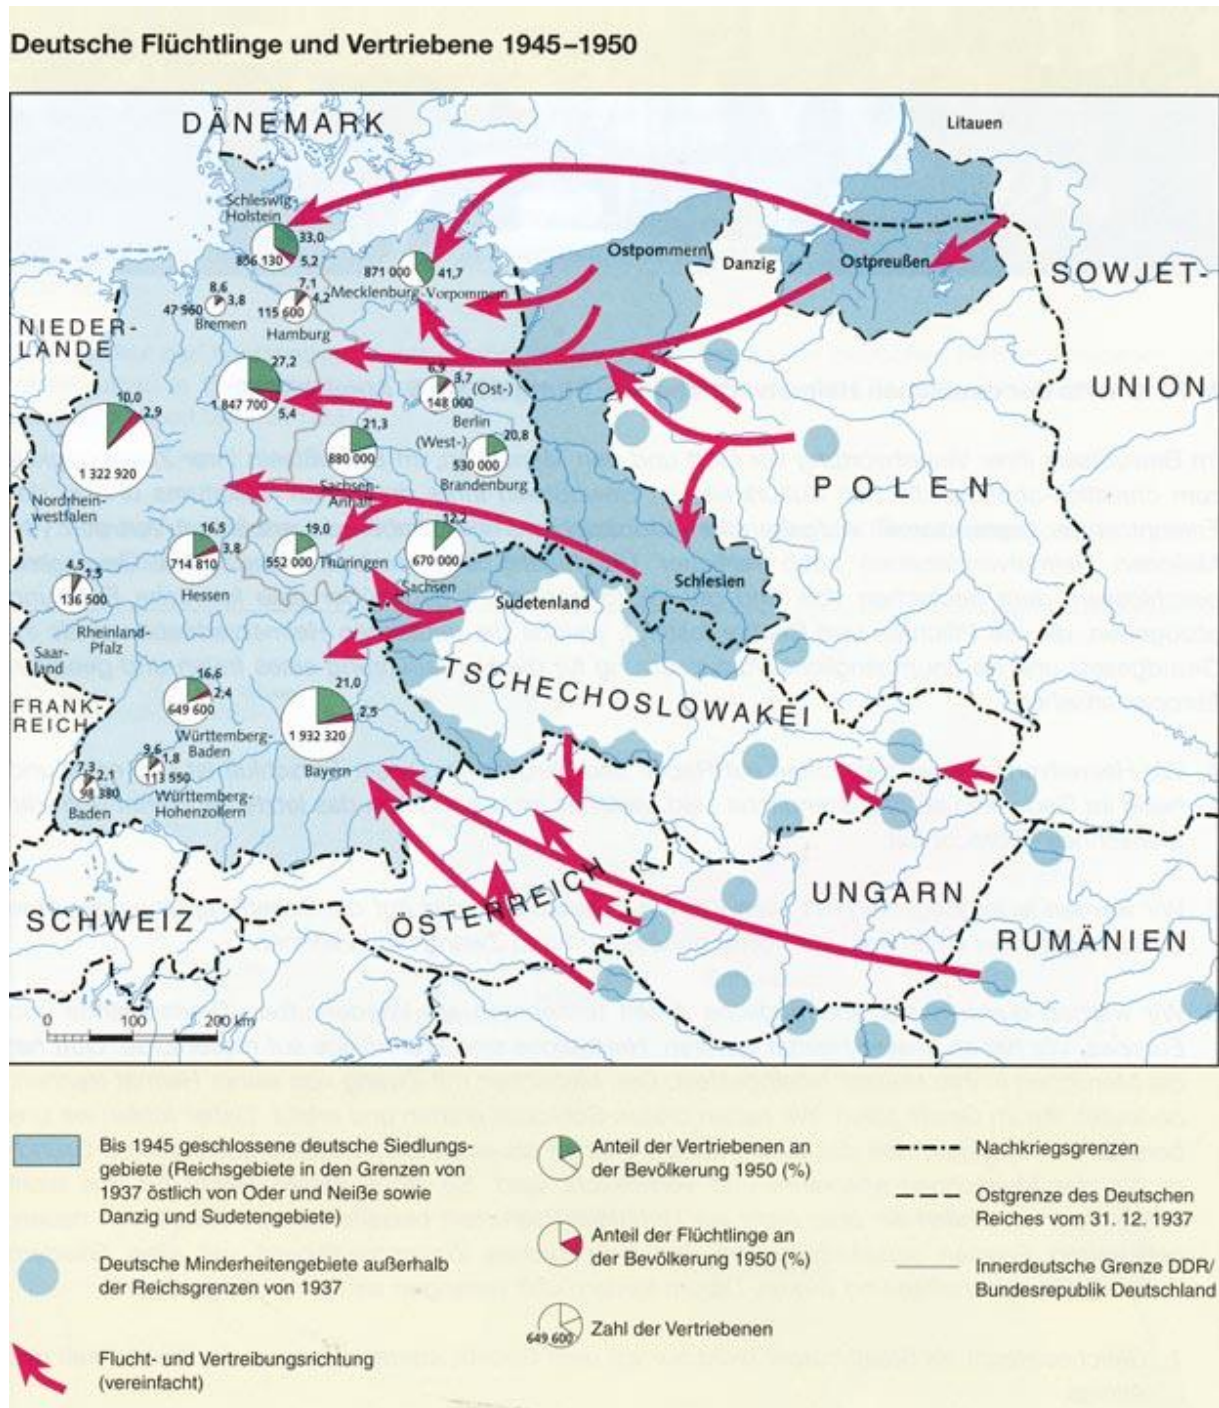 Deutsche Flüchtlinge und Vertriebene 1945–1950
DÄNEMARK
Litauen
Schleswig-
Holstein
33,0
856 130
5,2
871 000
41,7
Mecklenburg-Vorpommern
Ostpommern
Danzig
Ostpreußen
SOWJET-
UNION
8,6
3,8
47 960
Bremen
7,1
4,2
115 600
Hamburg
NIEDER-
LANDE
27,2
1 847 700
5,4
6,9
3,7
148 000
(Ost-)
Berlin
(West-)
10,0
2,9
1 322 920
Nordrhein-
westfalen
21,3
880 000
Sachsen-
Anhalt
20,8
530 000
Brandenburg
POLEN
16,5
3,8
714 810
Hessen
19,0
552 000
Thüringen
12,2
670 000
Sachsen
Schlesien
Sudetenland
4,5
1,5
136 500
Rheinland-
Pfalz
Saar-
land
FRANK-
REICH
TSCHECHOSLOWAKEI
16,6
2,4
649 600
Württemberg-
Baden
21,0
2,5
1 932 320
Bayern
7,3
2,1
98 380
Baden
9,6
1,8
113 550
Württemberg-
Hohenzollern
SCHWEIZ
ÖSTERREICH
UNGARN
RUMÄNIEN
0 100 200 km
Bis 1945 geschlossene deutsche Siedlungs-
gebiete (Reichsgebiete in den Grenzen von
1937 östlich von Oder und Neiße sowie
Danzig und Sudetengebiete)
Deutsche Minderheitengebiete außerhalb
der Reichsgrenzen von 1937
Flucht- und Vertreibungsrichtung
(vereinfacht)
Anteil der Vertriebenen an
der Bevölkerung 1950 (%)
Anteil der Flüchtlinge an
der Bevölkerung 1950 (%)
649 600
Zahl der Vertriebenen
Nachkriegsgrenzen
Ostgrenze des Deutschen
Reiches vom 31. 12. 1937
Innerdeutsche Grenze DDR/
Bundesrepublik Deutschland